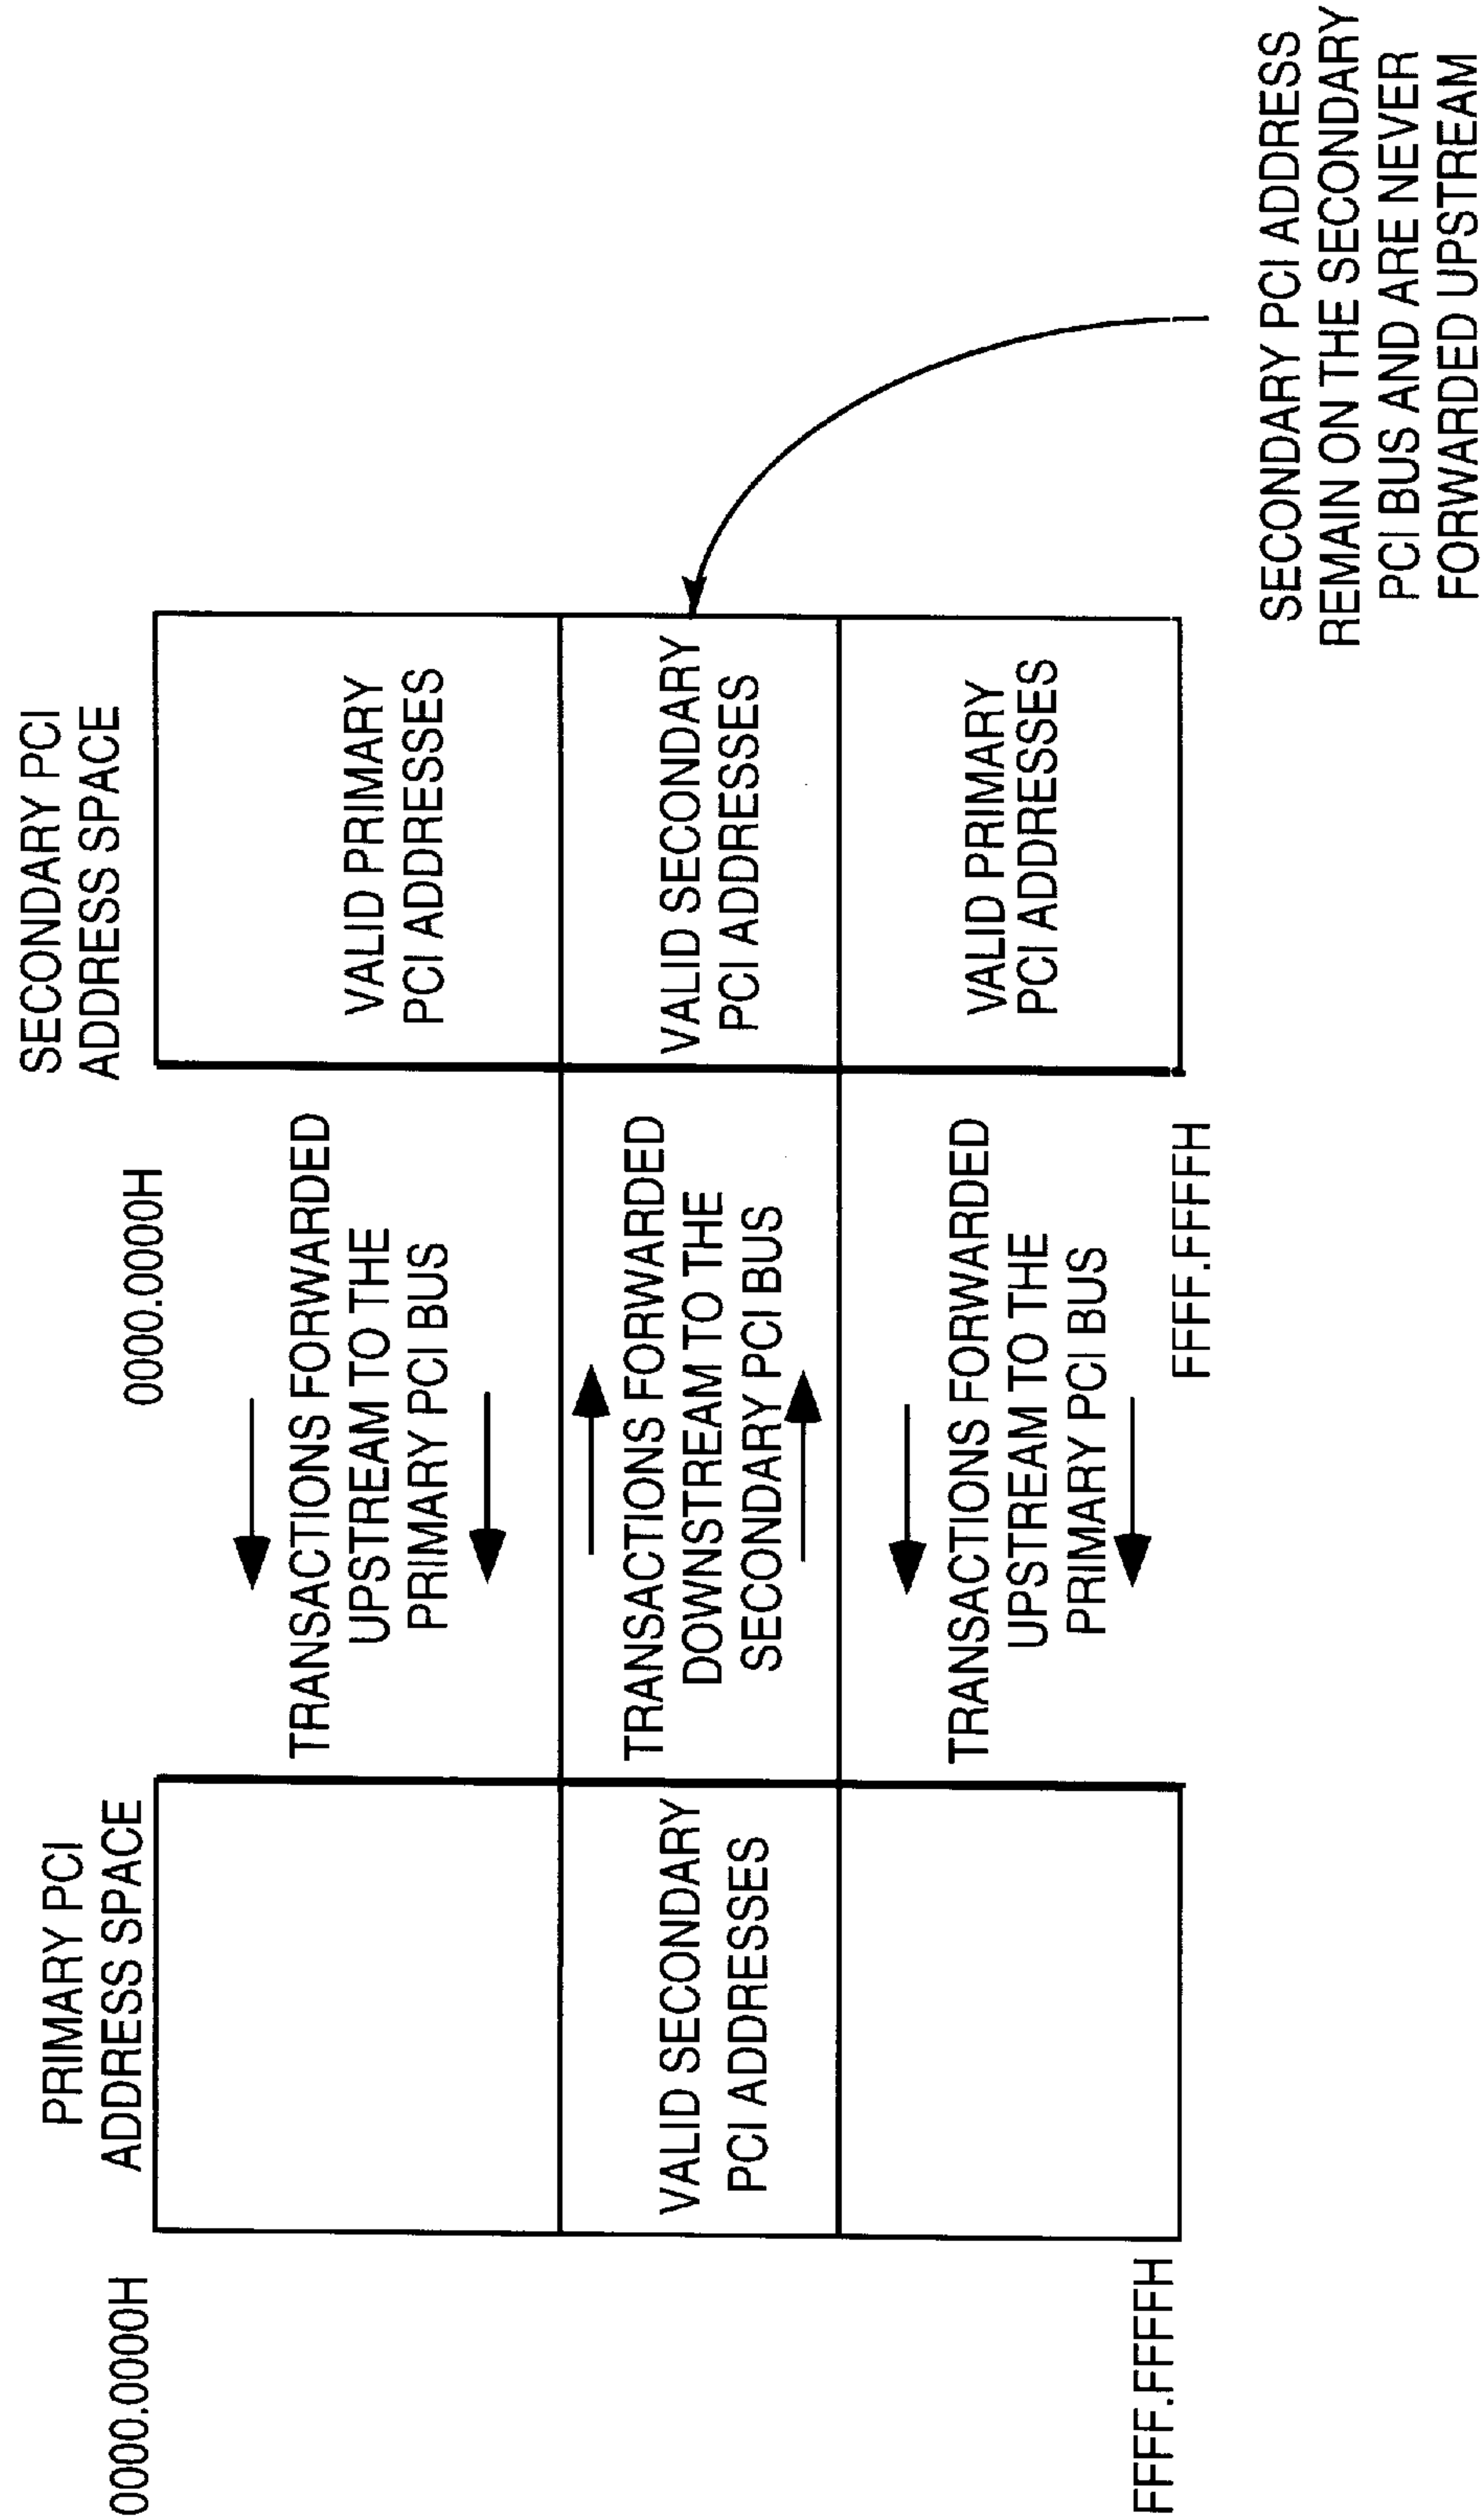 PRIMARY PCI
ADDRESS SPACE
SECONDARY PCI
ADDRESS SPACE
0000.000H
0000.000H
VALID SECONDARY
PCI ADDRESSES
TRANSACTIONS FORWARDED
UPSTREAM TO THE
PRIMARY PCI BUS
TRANSACTIONS FORWARDED
DOWNSTREAM TO THE
SECONDARY PCI BUS
TRANSACTIONS FORWARDED
UPSTREAM TO THE
PRIMARY PCI BUS
VALID PRIMARY
PCI ADDRESSES
VALID SECONDARY
PCI ADDRESSES
VALID PRIMARY
PCI ADDRESSES
FFFF.FFFFH
FFFF.FFFFH
SECONDARY PCI ADDRESS
REMAIN ON THE SECONDARY
PCI BUS AND ARE NEVER
FORWARDED UPSTREAM